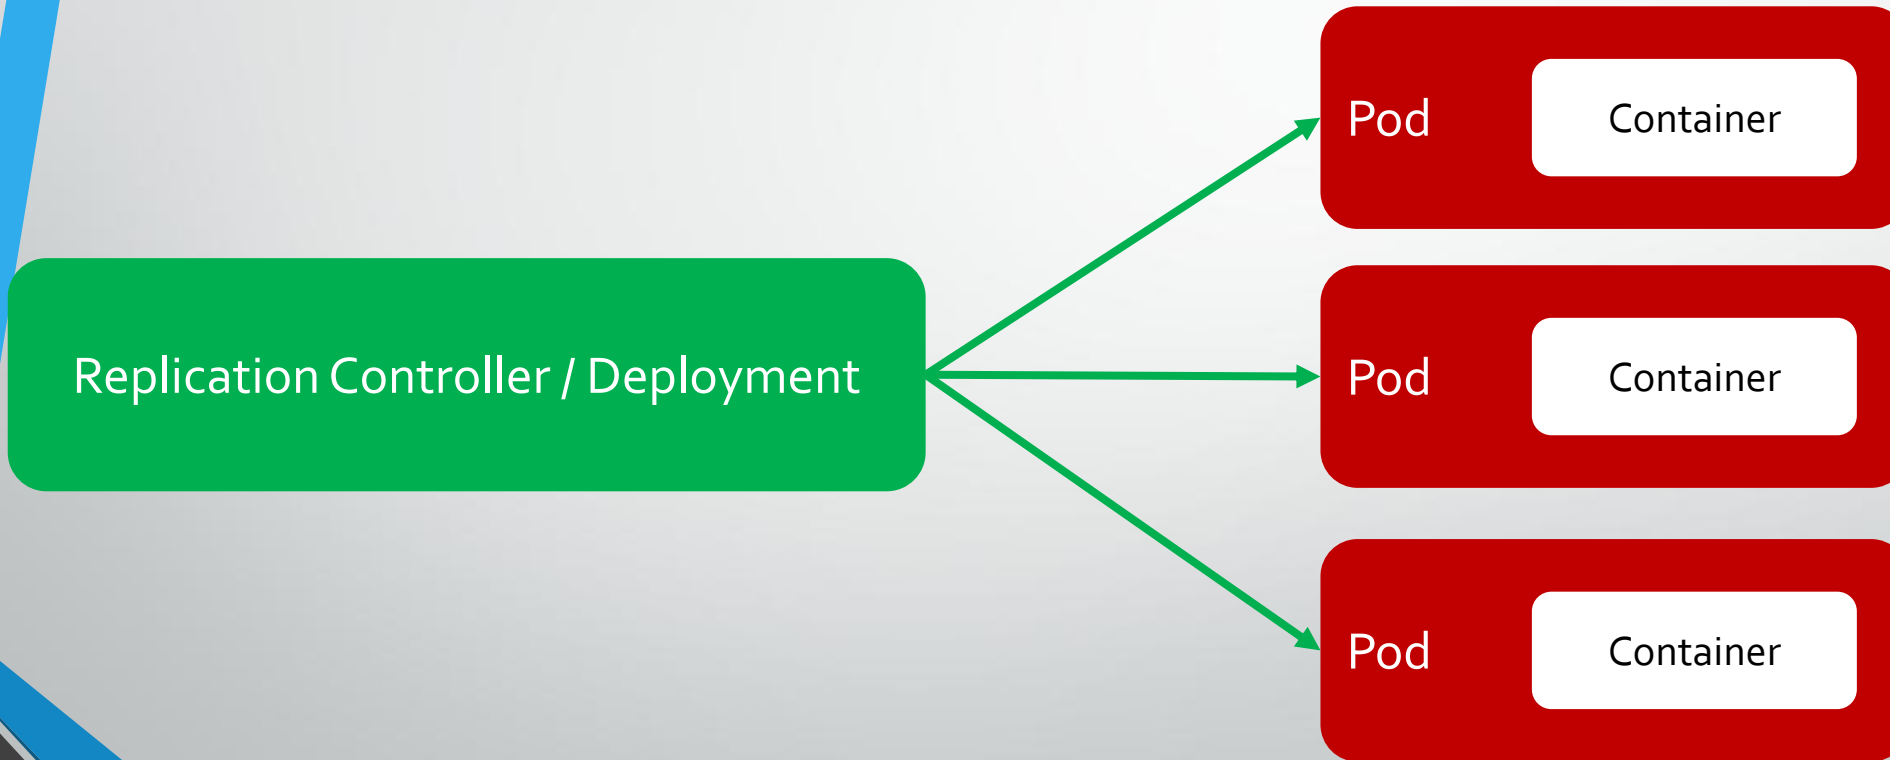 Pod
Container
Replication Controller / Deployment
Pod
Container
Pod
Container